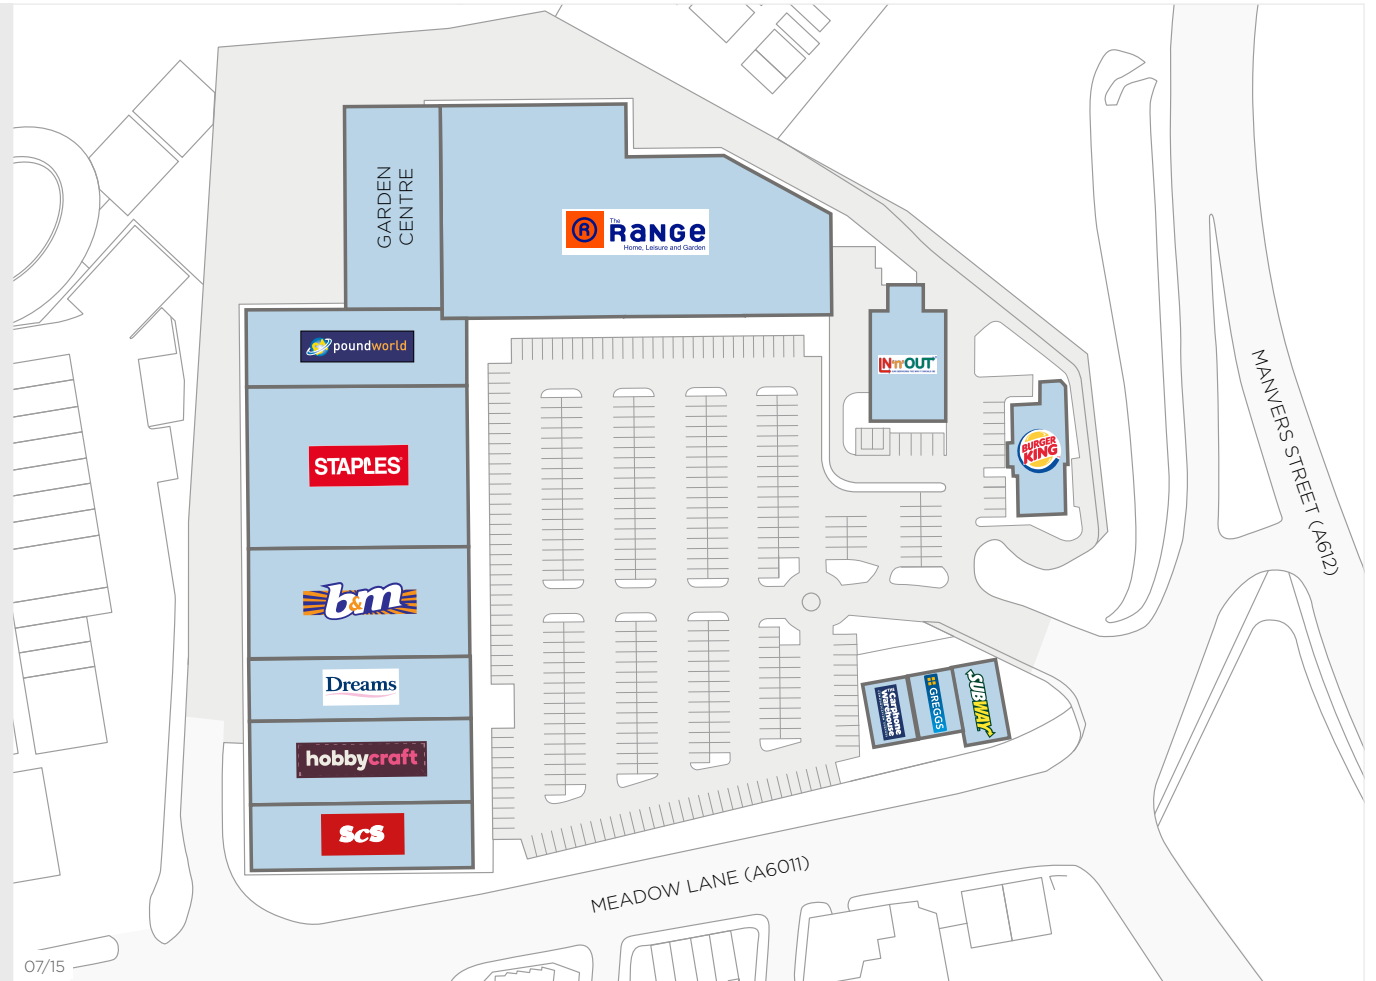 GARDEN
CENTRE
R
The
RANGE
Home, Leisure and Garden
poundworld
STAPLES
b&m
Dreams
hobbycraft
ScS
IN'n'OUT
BURGER
KING
MANVERS STREET (A612)
The
Carphone
Warehouse
GREGGS
SUBWAY
MEADOW LANE (A6011)
07/15